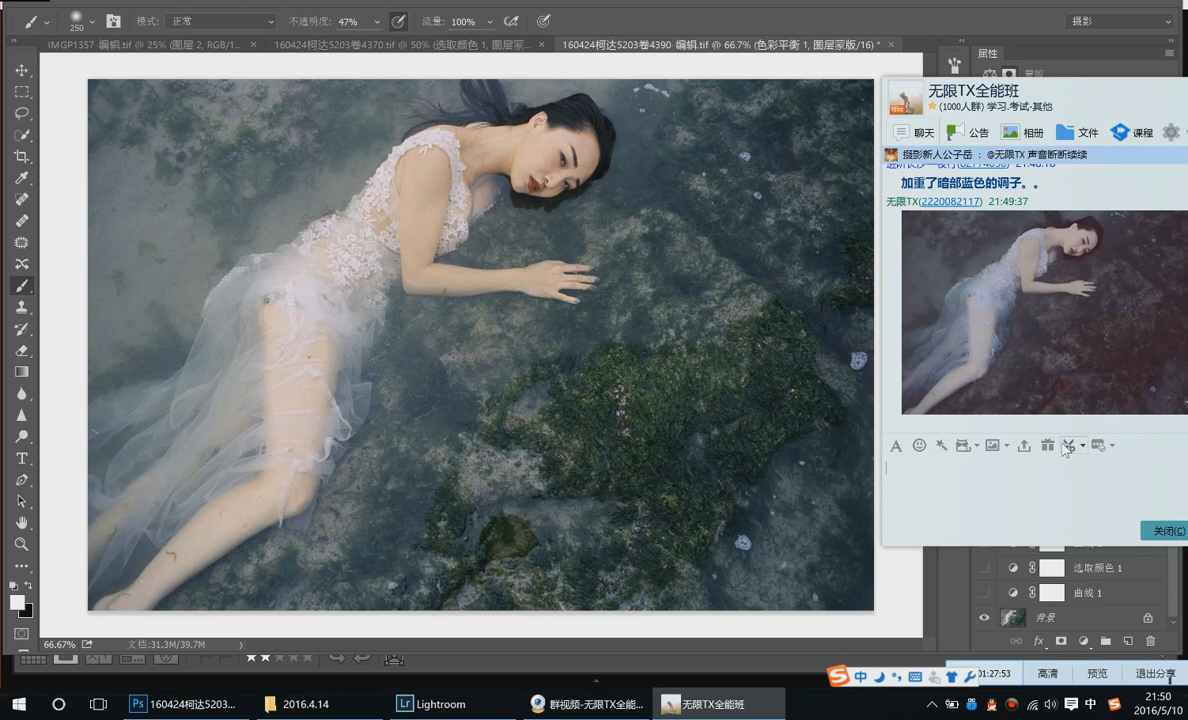 250
模式: 正常
不透明度: 47%
流量: 100%
摄影
IMGP1357-编辑.tif @ 25% (图层 2, RGB/1... ×
160424柯达5203卷4370.tif @ 50% (选取颜色 1, 图层蒙... ×
160424柯达5203卷4390-编辑.tif @ 66.7% (色彩平衡 1, 图层蒙版/16) * ×
属性
蒙版
无限TX全能班
(1000人群) 学习.考试-其他
聊天
公告
相册
文件
课程
摄影新人公子岳 : @无限TX 声音断断续续
加重了暗部蓝色的调子。。
无限TX(2220082117) 21:49:37
关闭(C)
选取颜色 1
曲线 1
背景
66.67%
文档:31.3M/39.7M
中
01:27:53
高清
预览
退出分享
160424柯达5203...
2016.4.14
Lightroom
群视频-无限TX全能...
无限TX全能班
中
21:50
2016/5/10